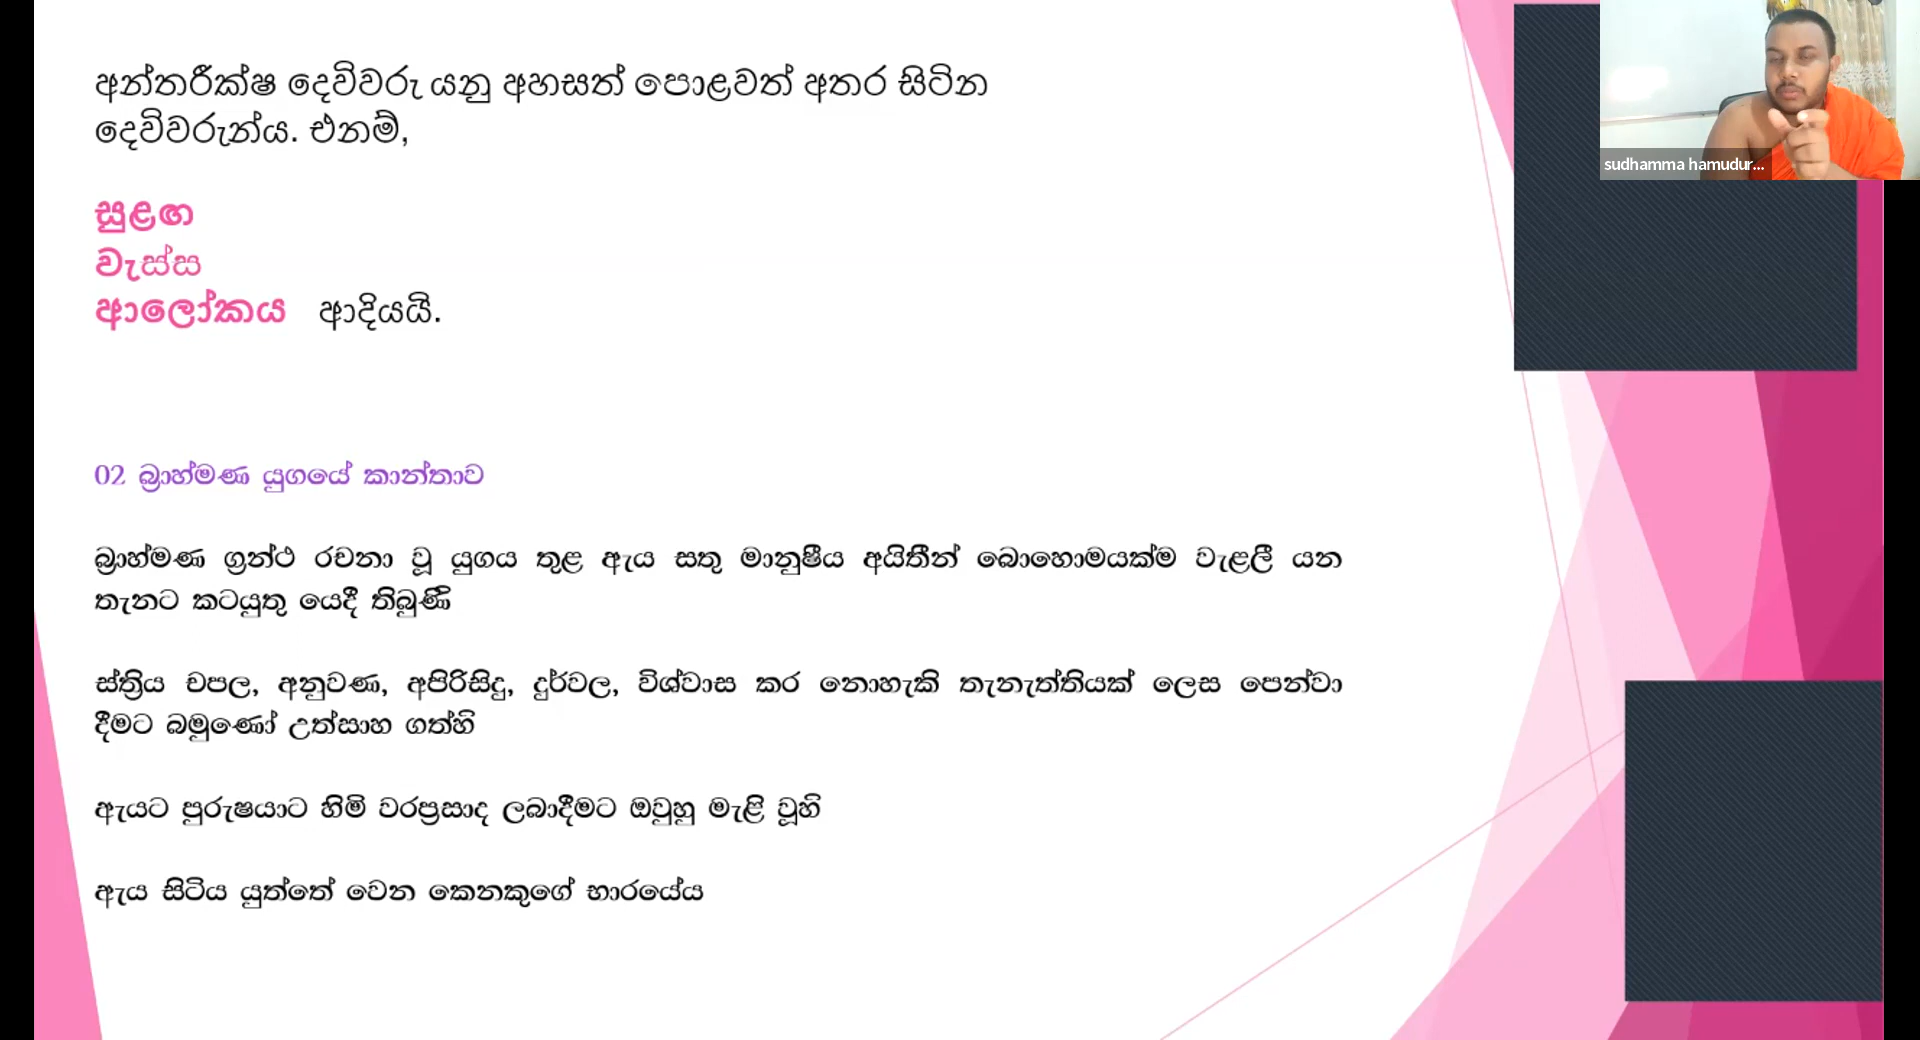 අන්තරීක්ෂ දෙවිවරු යනු අහසත් පොළවත් අතර සිටින
දෙවිවරුන්ය. එනම්,
සුළඟ
වැස්ස
ආලෝකය ආදියයි.
02 බ්‍රාහ්මණ යුගයේ කාන්තාව
බ්‍රාහ්මණ ග්‍රන්ථ රචනා වූ යුගය තුළ ඇය සතු මානුෂීය අයිතීන් බොහොමයක්ම වැළලී යන
තැනට කටයුතු යෙදී තිබුණි
ස්ත්‍රිය චපල, අනුවණ, අපිරිසිදු, දුර්වල, විශ්වාස කර නොහැකි තැනැත්තියක් ලෙස පෙන්වා
දීමට බමුණෝ උත්සාහ ගත්හි
ඇයට පුරුෂයාට හිමි වරප්‍රසාද ලබාදීමට ඔවුහු මැළි වූහි
ඇය සිටිය යුත්තේ වෙන කෙනකුගේ භාරයේය
sudhamma hamudur...